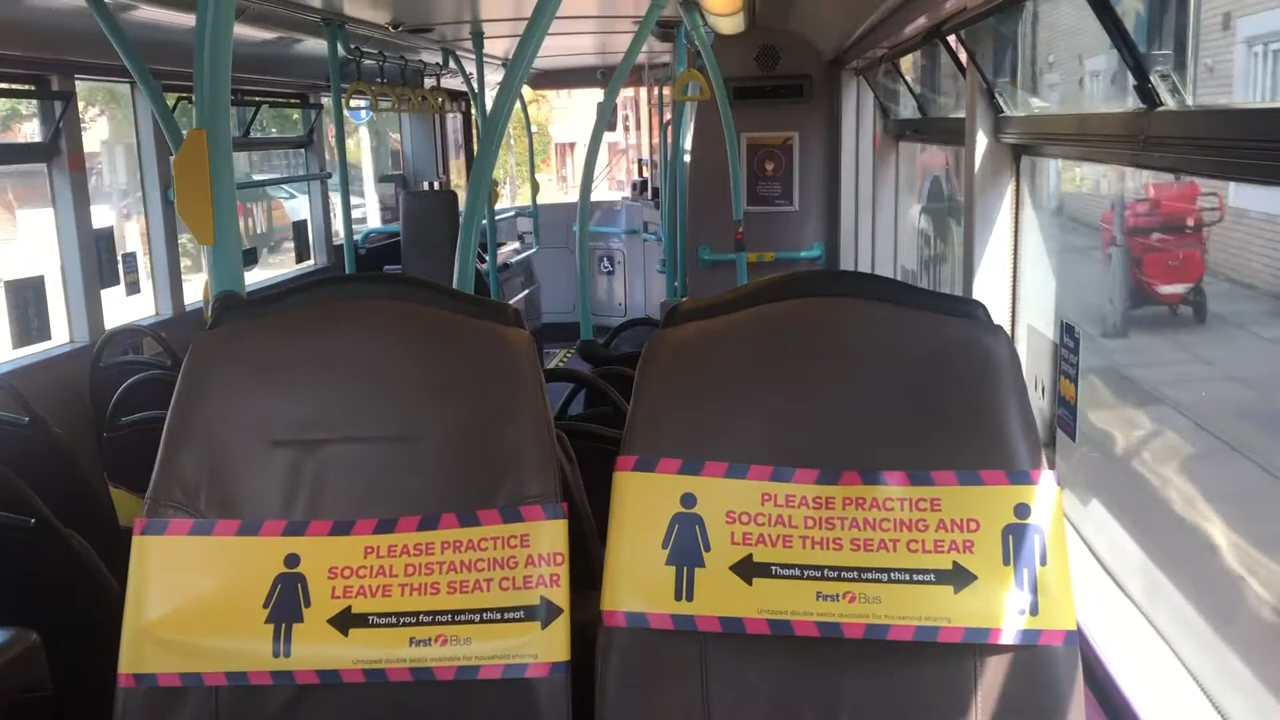 PLEASE PRACTICE
SOCIAL DISTANCING AND
LEAVE THIS SEAT CLEAR
Thank you for not using this seat
First Bus
Untaped double seats available for household sharing
PLEASE PRACTICE
SOCIAL DISTANCING AND
LEAVE THIS SEAT CLEAR
Thank you for not using this seat
First Bus
Untaped double seats available for household sharing